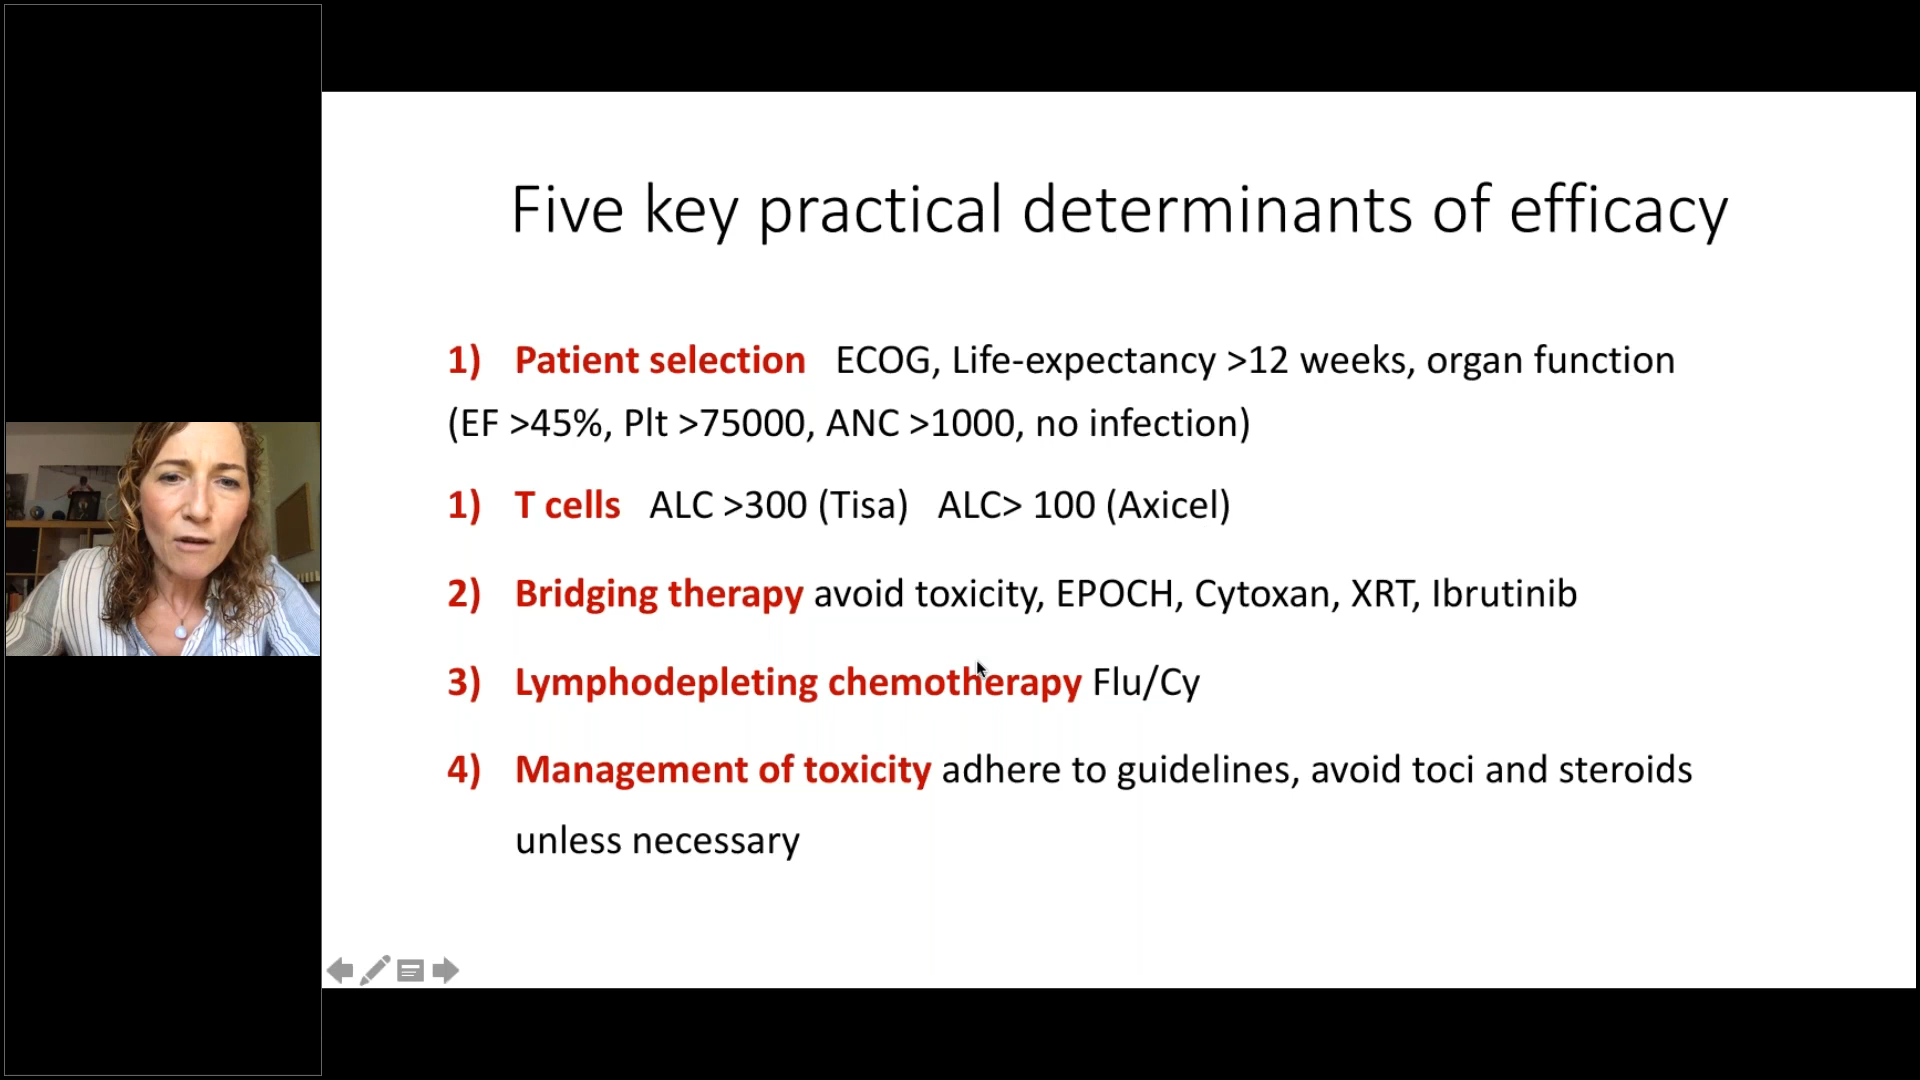 Five key practical determinants of efficacy
1) Patient selection ECOG, Life-expectancy >12 weeks, organ function
(EF >45%, Plt >75000, ANC >1000, no infection)
1) T cells ALC >300 (Tisa) ALC> 100 (Axicel)
2) Bridging therapy avoid toxicity, EPOCH, Cytoxan, XRT, Ibrutinib
3) Lymphodepleting chemotherapy Flu/Cy
4) Management of toxicity adhere to guidelines, avoid toci and steroids
unless necessary